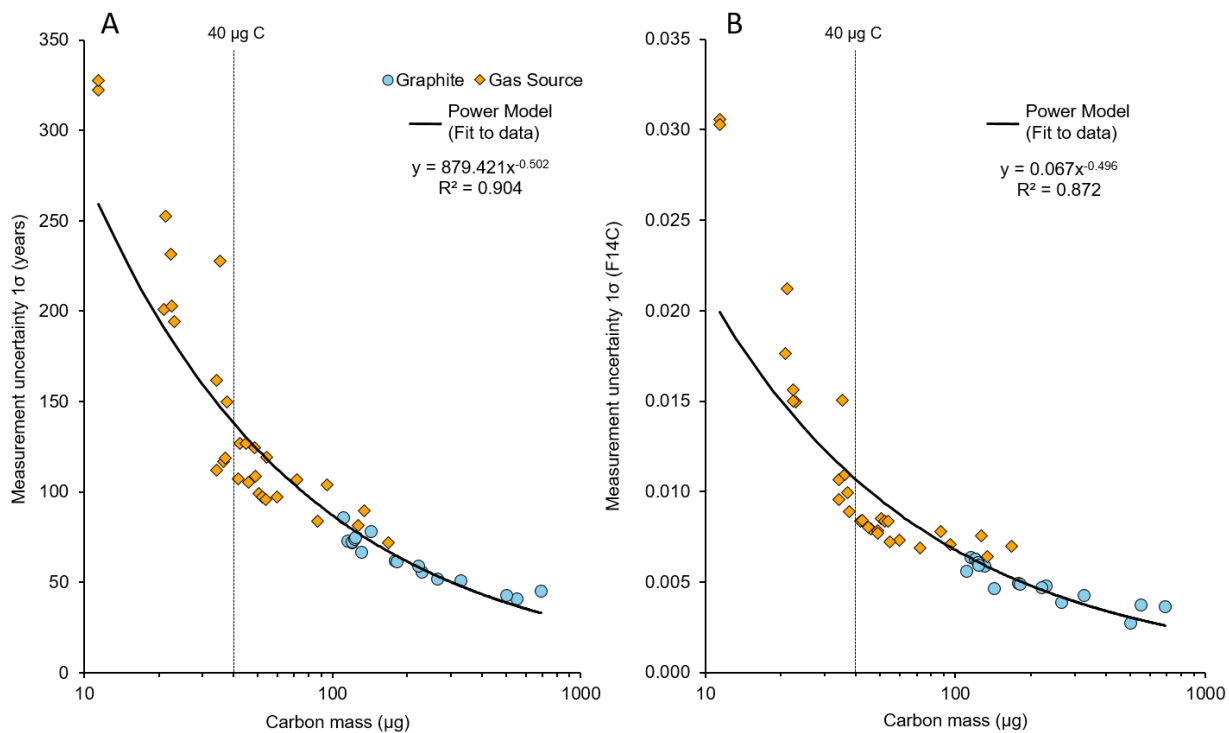 A
40 µg C
350
300
250
200
150
100
50
0
Measurement uncertainty 1σ (years)
Graphite Gas Source
Power Model
(Fit to data)
y = 879.421x⁻⁰·⁵⁰²
R² = 0.904
10 100 1000
Carbon mass (µg)
B
40 µg C
0.035
0.030
0.025
0.020
0.015
0.010
0.005
0.000
Measurement uncertainty 1σ (F14C)
Power Model
(Fit to data)
y = 0.067x⁻⁰·⁴⁹⁶
R² = 0.872
10 100 1000
Carbon mass (µg)